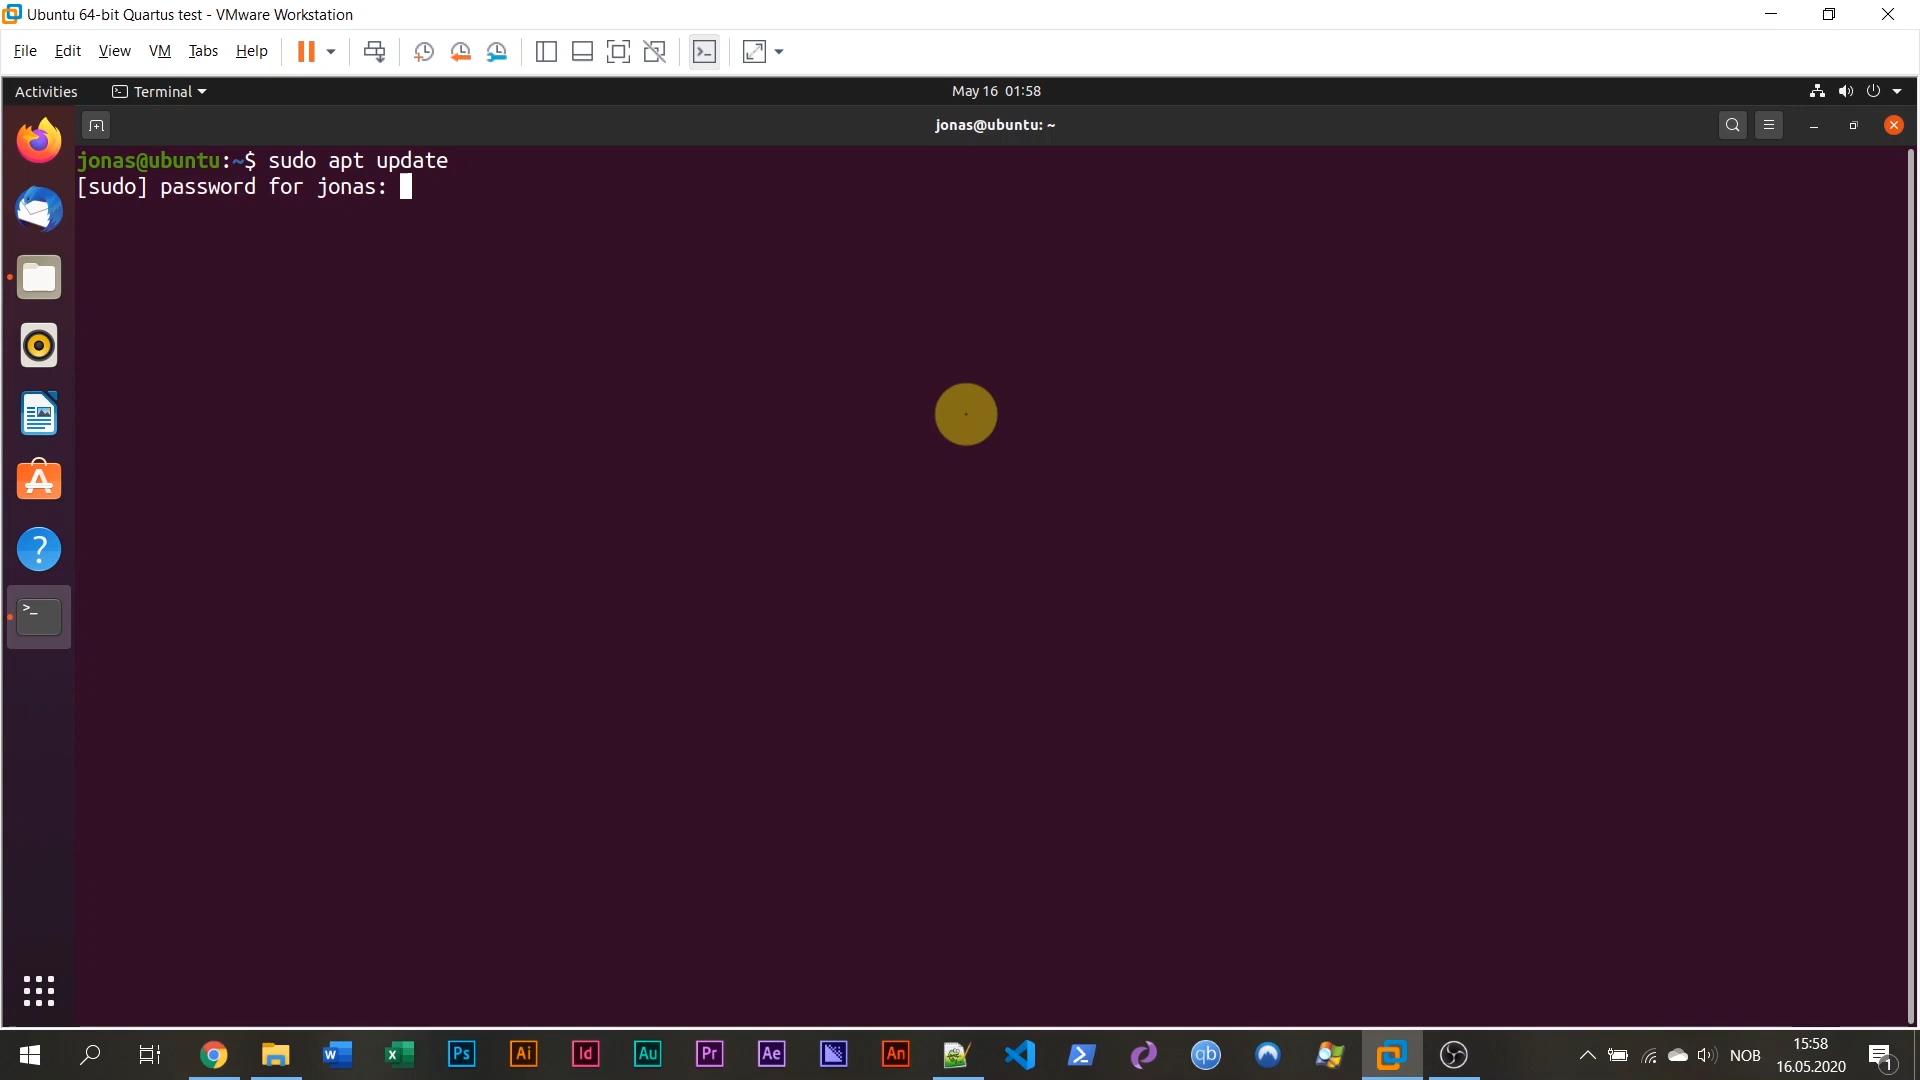 Ubuntu 64-bit Quartus test - VMware Workstation
File Edit View VM Tabs Help
Activities Terminal May 16 01:58
jonas@ubuntu: ~
jonas@ubuntu:~$ sudo apt update
[sudo] password for jonas:
?
>_
W X Ps Ai Id Au Pr Ae An qb NOB
15:58
16.05.2020
1